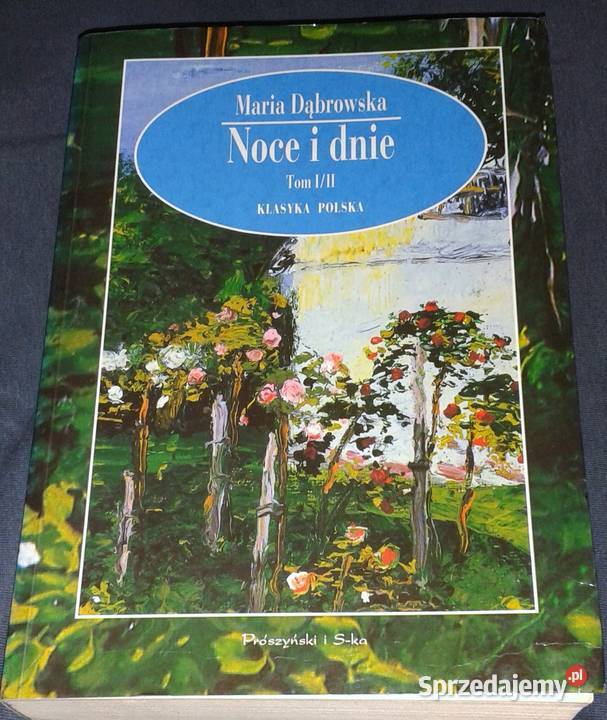 Maria Dąbrowska
Noce i dnie
Tom I/II
KLASYKA POLSKA
Prószyński i S-ka
Sprzedajemy.pl